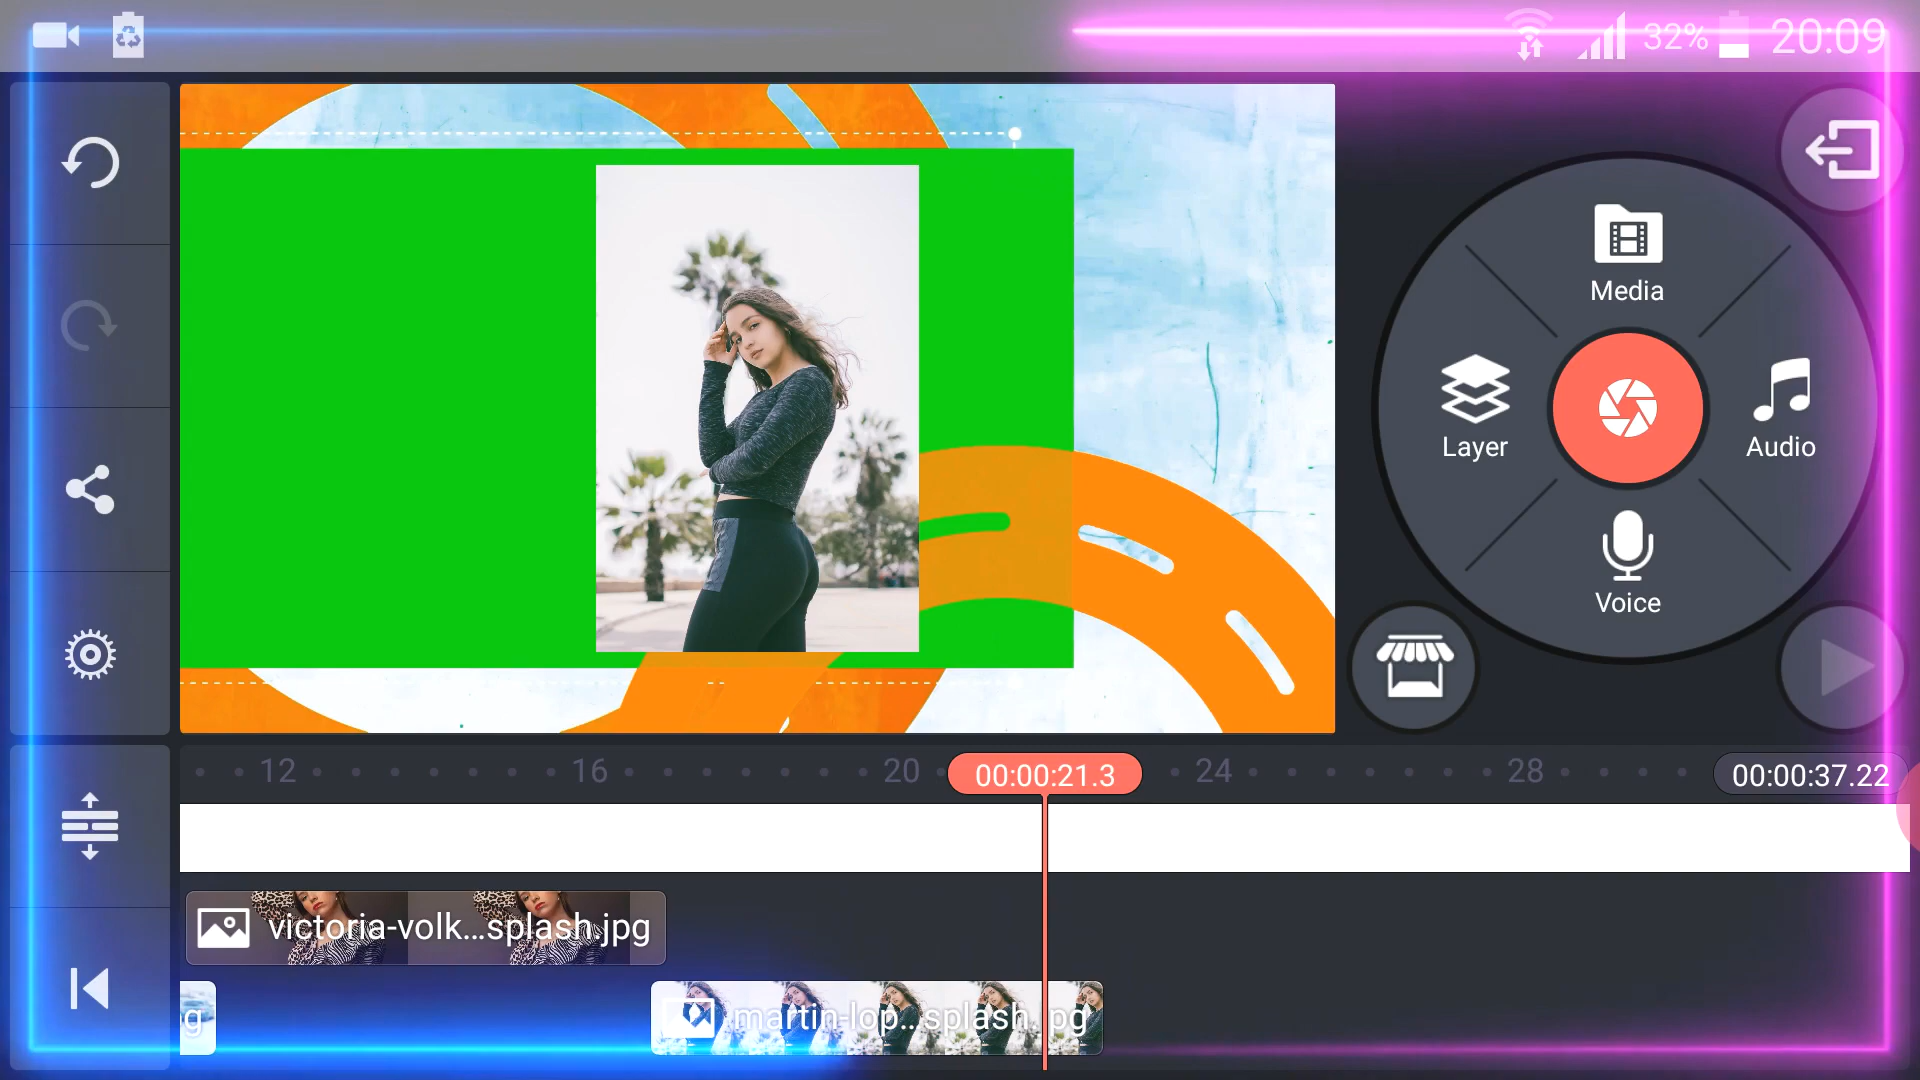 32% 20:09
Media
Layer
Audio
Voice
12 16 20 00:00:21.3 24 28 00:00:37.22
victoria-volk...splash.jpg
g martin-lop...splash.jpg